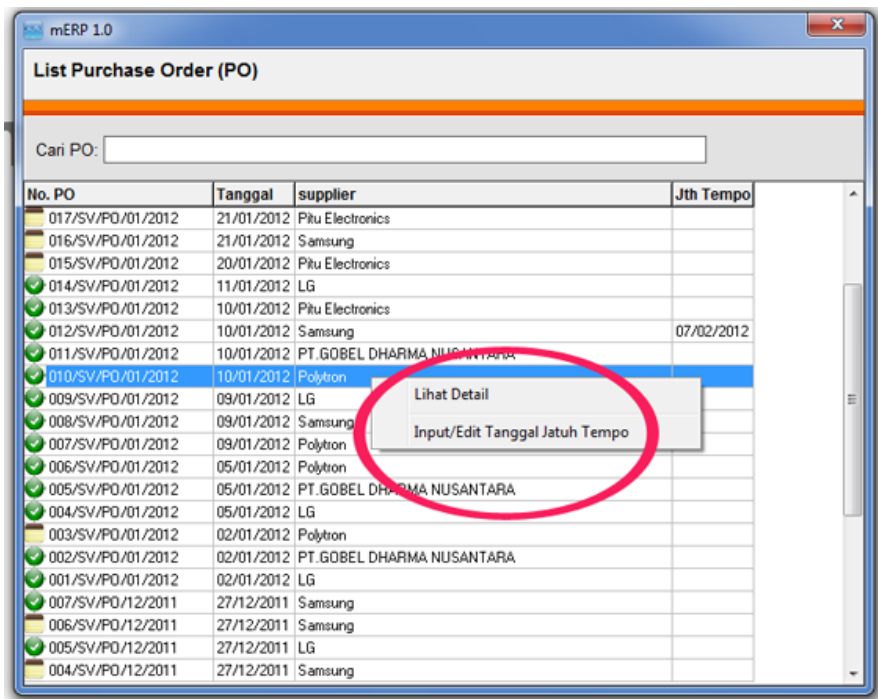 mERP 1.0
List Purchase Order (PO)
Cari PO:
No. PO Tanggal supplier Jth Tempo
017/SV/PO/01/2012 21/01/2012 Pitu Electronics
016/SV/PO/01/2012 21/01/2012 Samsung
015/SV/PO/01/2012 20/01/2012 Pitu Electronics
014/SV/PO/01/2012 11/01/2012 LG
013/SV/PO/01/2012 10/01/2012 Pitu Electronics
012/SV/PO/01/2012 10/01/2012 Samsung 07/02/2012
011/SV/PO/01/2012 10/01/2012 PT.GOBEL DHARMA NUSANTARA
010/SV/PO/01/2012 10/01/2012 Polytron
Lihat Detail
009/SV/PO/01/2012 09/01/2012 LG
008/SV/PO/01/2012 09/01/2012 Samsung
Input/Edit Tanggal Jatuh Tempo
007/SV/PO/01/2012 09/01/2012 Polytron
006/SV/PO/01/2012 05/01/2012 Polytron
005/SV/PO/01/2012 05/01/2012 PT.GOBEL DHARMA NUSANTARA
004/SV/PO/01/2012 05/01/2012 LG
003/SV/PO/01/2012 02/01/2012 Polytron
002/SV/PO/01/2012 02/01/2012 PT.GOBEL DHARMA NUSANTARA
001/SV/PO/01/2012 02/01/2012 LG
007/SV/PO/12/2011 27/12/2011 Samsung
006/SV/PO/12/2011 27/12/2011 Samsung
005/SV/PO/12/2011 27/12/2011 LG
004/SV/PO/12/2011 27/12/2011 Samsung